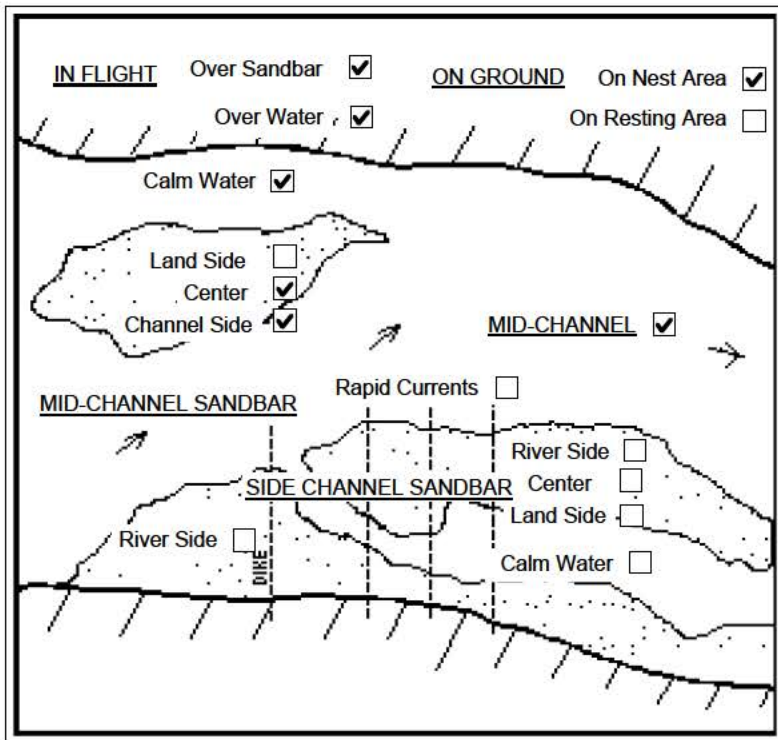 IN FLIGHT Over Sandbar ON GROUND On Nest Area
Over Water On Resting Area
Calm Water
Land Side
Center
Channel Side MID-CHANNEL
Rapid Currents
MID-CHANNEL SANDBAR
River Side
SIDE CHANNEL SANDBAR Center
Land Side
River Side
DIKE
Calm Water